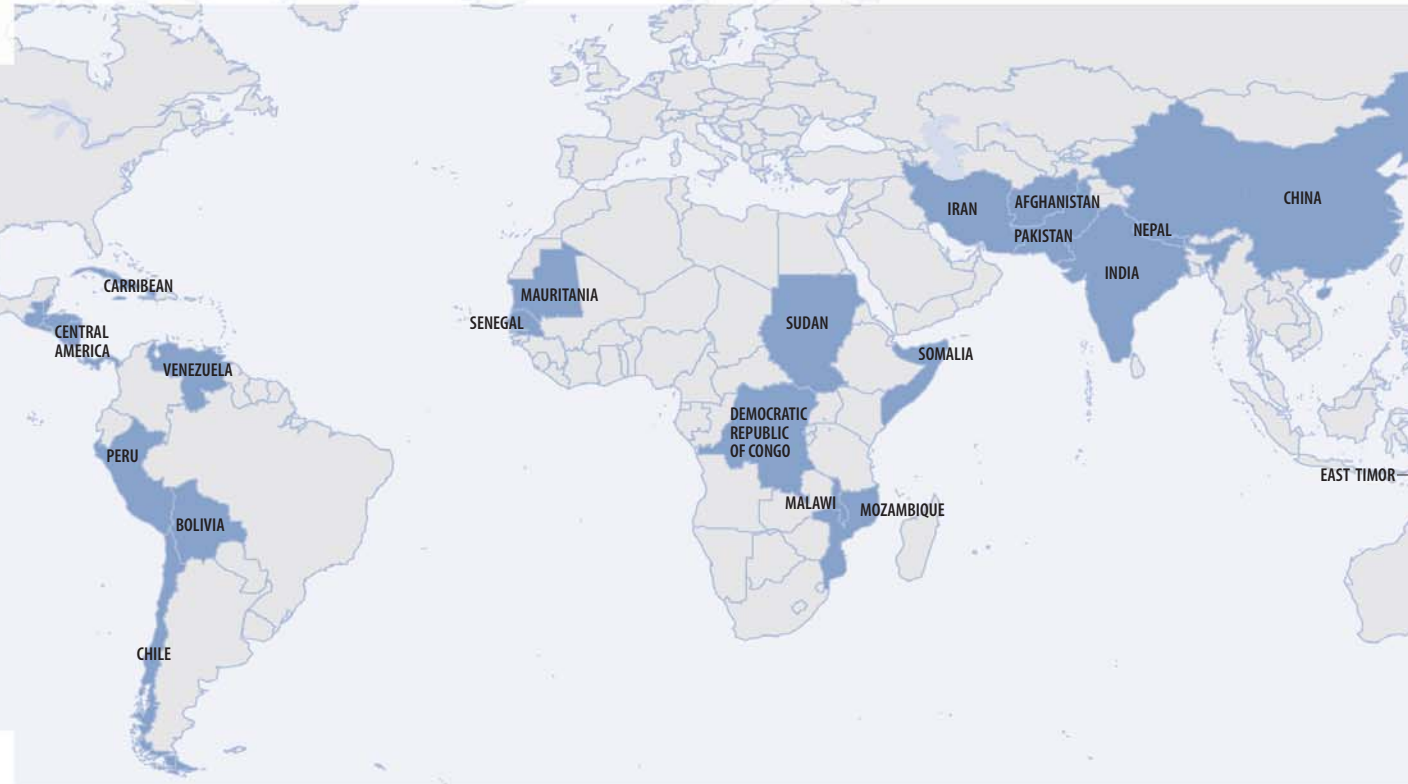 CARRIBEAN
CENTRAL
AMERICA
VENEZUELA
PERU
BOLIVIA
CHILE
MAURITANIA
SENEGAL
SUDAN
SOMALIA
DEMOCRATIC
REPUBLIC
OF CONGO
MALAWI
MOZAMBIQUE
IRAN
AFGHANISTAN
PAKISTAN
NEPAL
INDIA
CHINA
EAST TIMOR